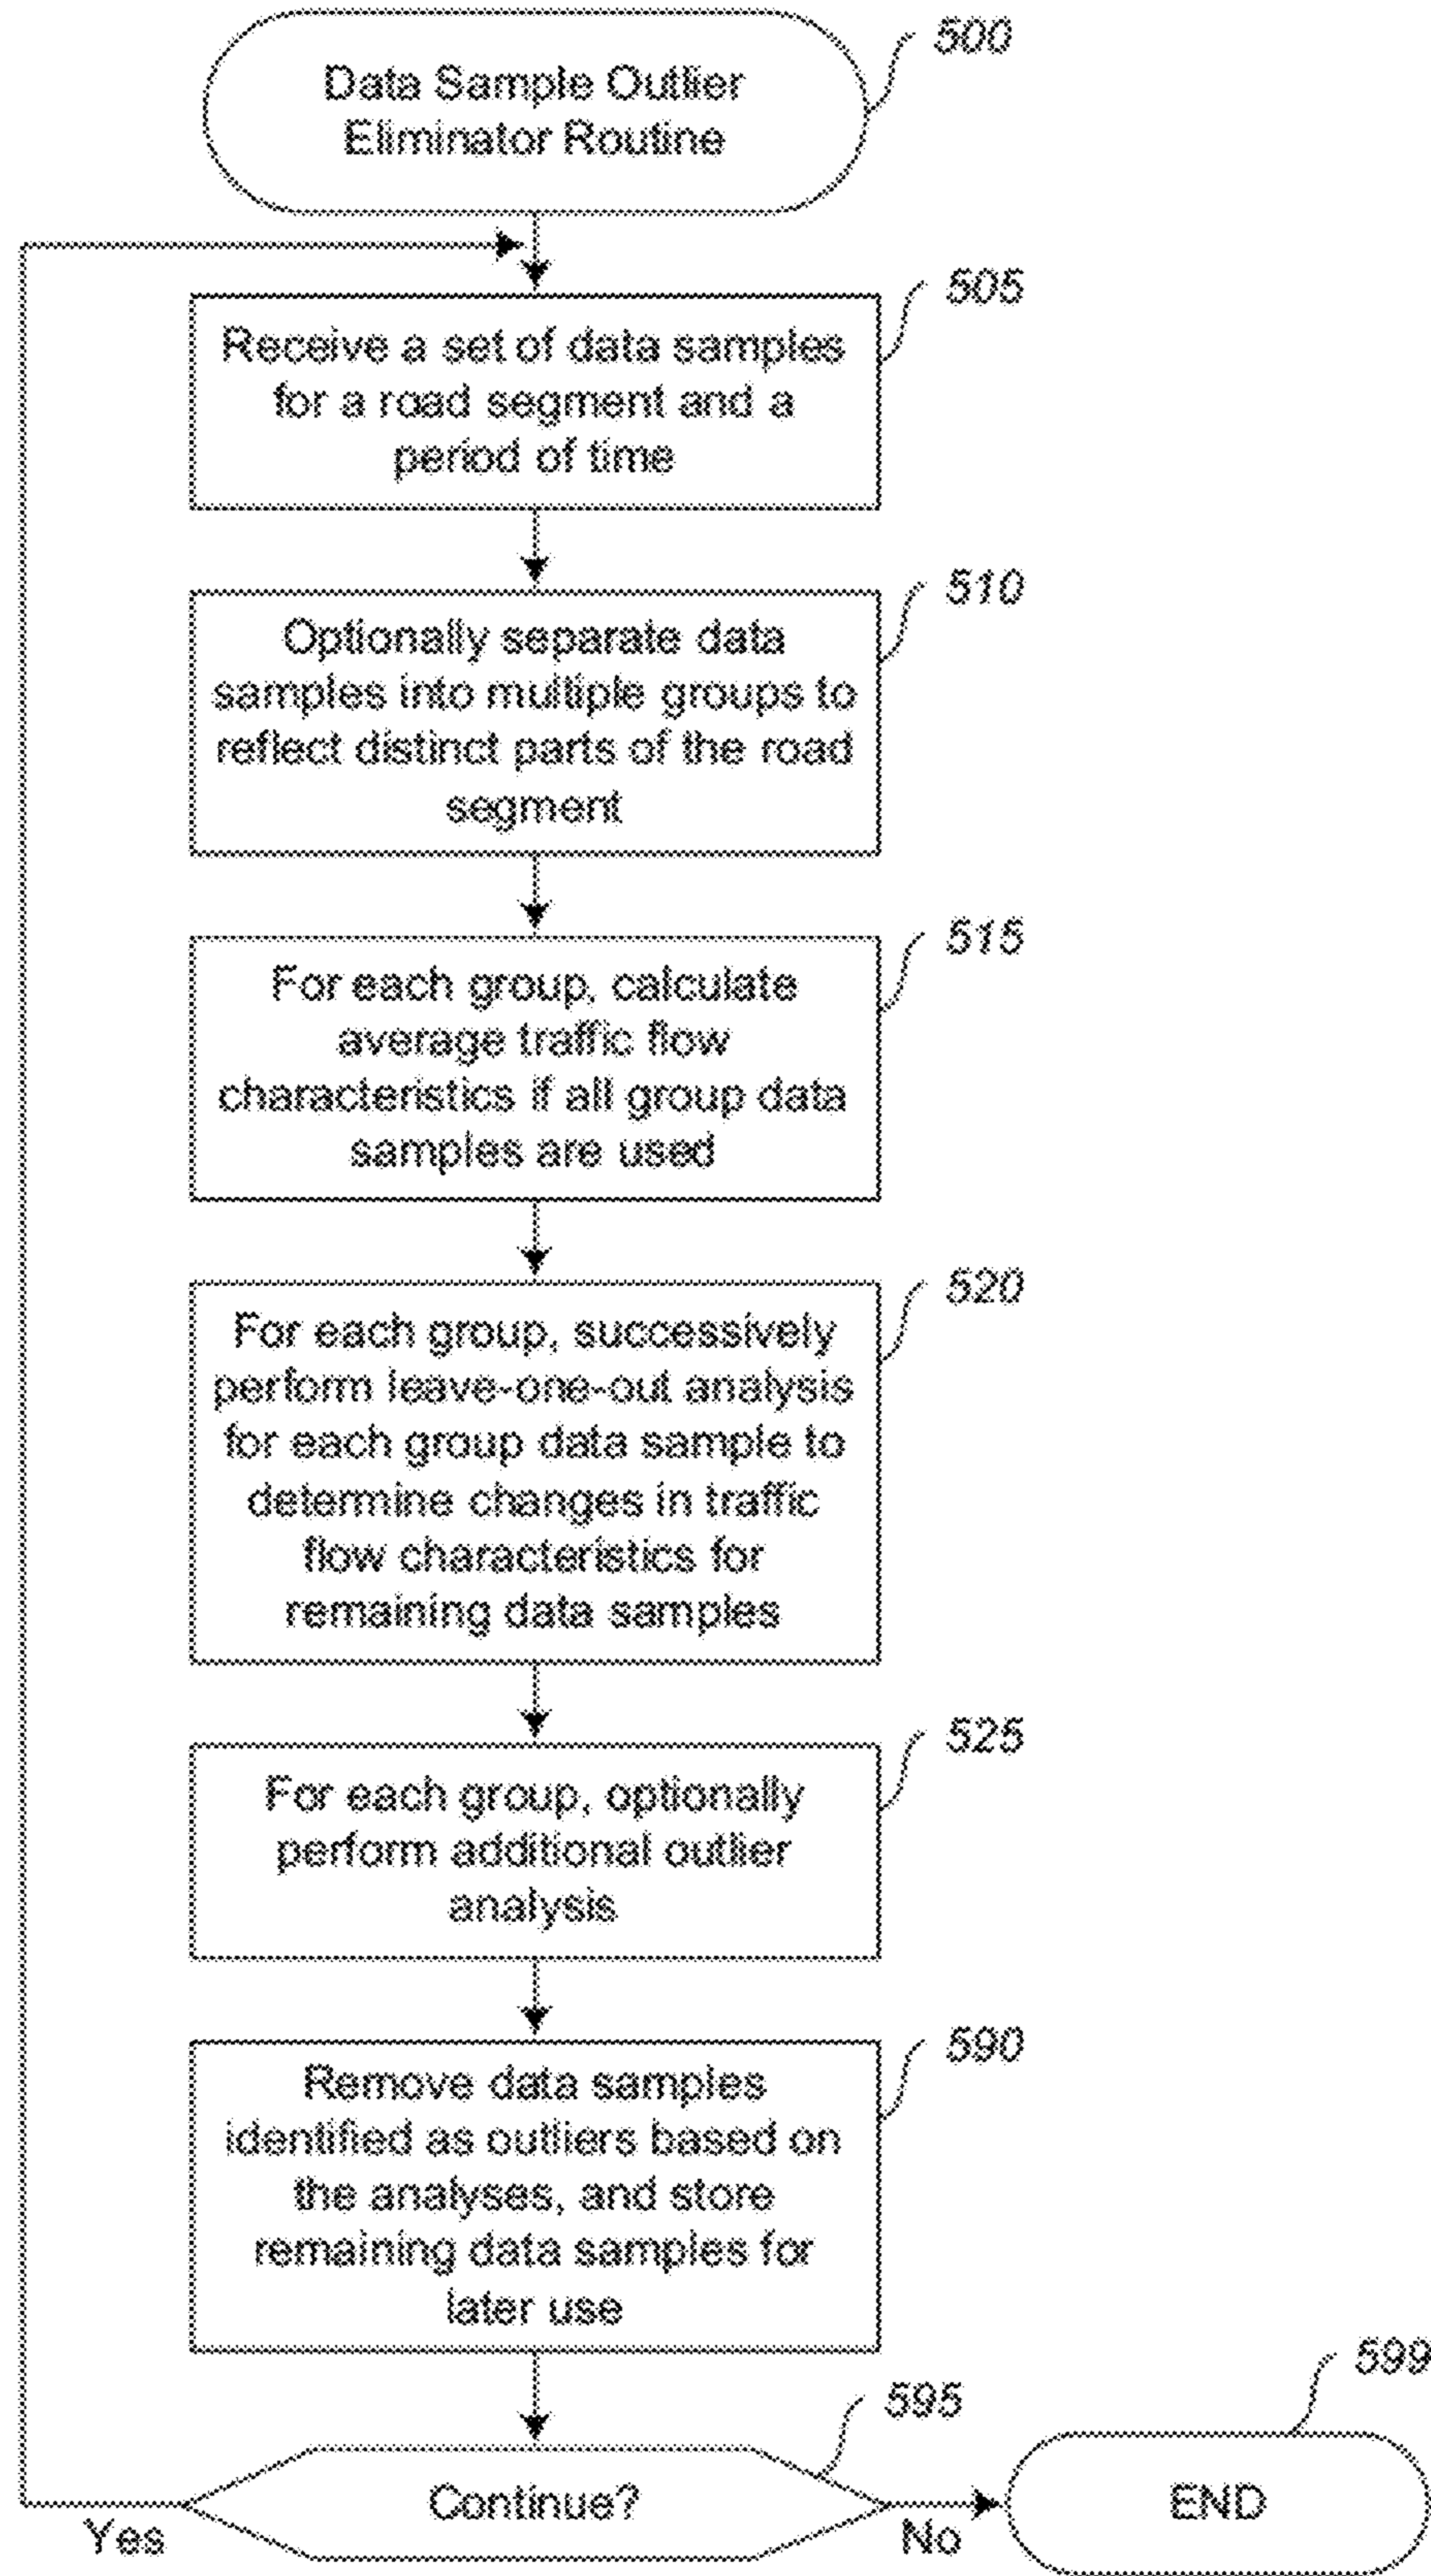 500
Data Sample Outlier
Eliminator Routine
505
Receive a set of data samples
for a road segment and a
period of time
510
Optionally separate data
samples into multiple groups to
reflect distinct parts of the road
segment
515
For each group, calculate
average traffic flow
characteristics if all group data
samples are used
520
For each group, successively
perform leave-one-out analysis
for each group data sample to
determine changes in traffic
flow characteristics for
remaining data samples
525
For each group, optionally
perform additional outlier
analysis
590
Remove data samples
identified as outliers based on
the analyses, and store
remaining data samples for
later use
595
599
Continue?
END
Yes
No